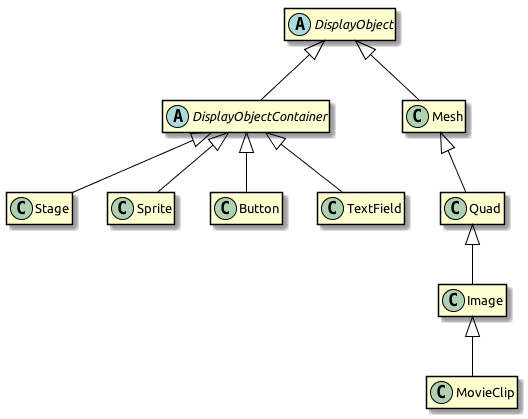 A DisplayObject
A DisplayObjectContainer
C Mesh
C Stage
C Sprite
C Button
C TextField
C Quad
C Image
C MovieClip